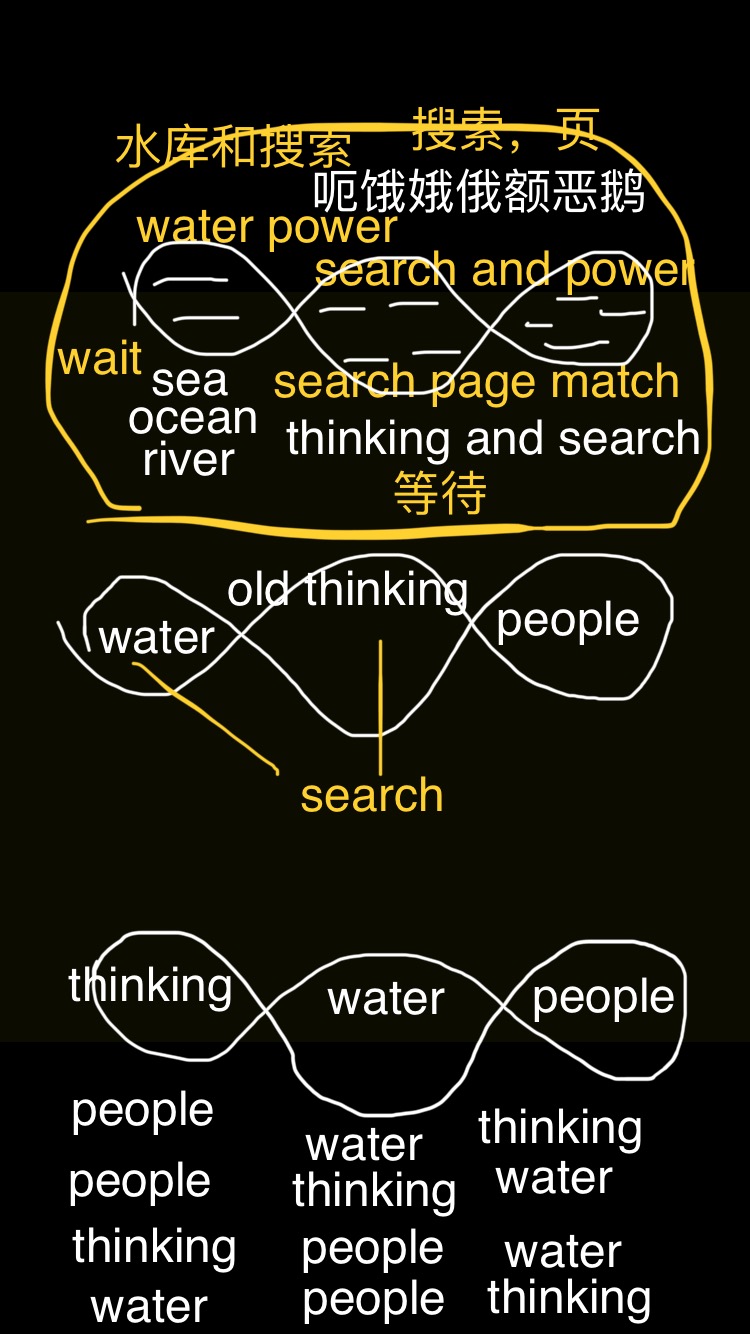 水库和搜索
搜索，页
呃饿娥俄额恶鹅
water power
search and power
wait
sea
ocean
river
search page match
thinking and search
等待
water
old thinking
people
search
thinking
water
people
people
water
thinking
people
thinking
water
thinking
people
water
water
people
thinking